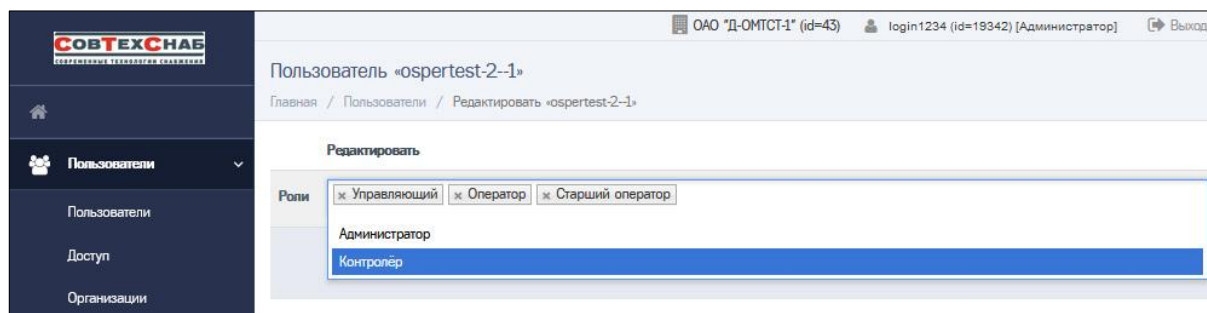 СОВТЕХСНАБ
СОВРЕМЕННЫЕ ТЕХНОЛОГИИ СНАБЖЕНИЯ
ОАО "Д-ОМТСТ-1" (id=43) login1234 (id=19342) [Администратор] Выход
Пользователь «ospertest-2--1»
Главная / Пользователи / Редактировать «ospertest-2--1»
Пользователи
Пользователи
Доступ
Организации
Редактировать
Роли × Управляющий × Оператор × Старший оператор
Администратор
Контролёр